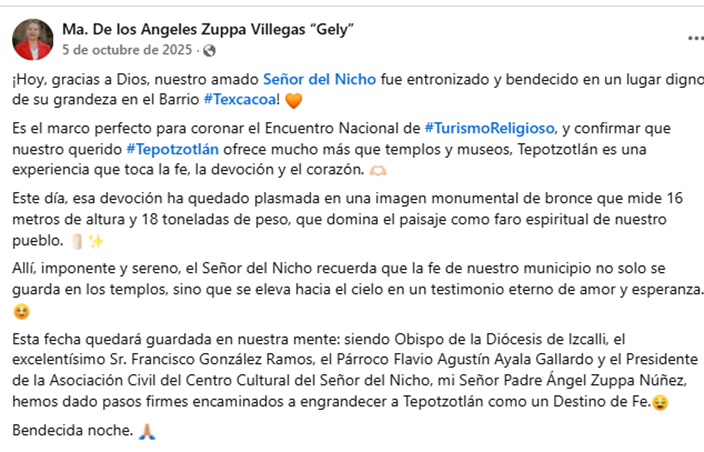 Ma. De los Angeles Zuppa Villegas “Gely”
5 de octubre de 2025 ·
¡Hoy, gracias a Dios, nuestro amado Señor del Nicho fue entronizado y bendecido en un lugar digno
de su grandeza en el Barrio #Texcacoa! 🧡
Es el marco perfecto para coronar el Encuentro Nacional de #TurismoReligioso, y confirmar que
nuestro querido #Tepotzotlán ofrece mucho más que templos y museos, Tepotzotlán es una
experiencia que toca la fe, la devoción y el corazón. 🫶🏻
Este día, esa devoción ha quedado plasmada en una imagen monumental de bronce que mide 16
metros de altura y 18 toneladas de peso, que domina el paisaje como faro espiritual de nuestro
pueblo. 🕯️✨
Allí, imponente y sereno, el Señor del Nicho recuerda que la fe de nuestro municipio no solo se
guarda en los templos, sino que se eleva hacia el cielo en un testimonio eterno de amor y esperanza.
☺️
Esta fecha quedará guardada en nuestra mente: siendo Obispo de la Diócesis de Izcalli, el
excelentísimo Sr. Francisco González Ramos, el Párroco Flavio Agustín Ayala Gallardo y el Presidente
de la Asociación Civil del Centro Cultural del Señor del Nicho, mi Señor Padre Ángel Zuppa Núñez,
hemos dado pasos firmes encaminados a engrandecer a Tepotzotlán como un Destino de Fe.🥹
Bendecida noche. 🙏🏼